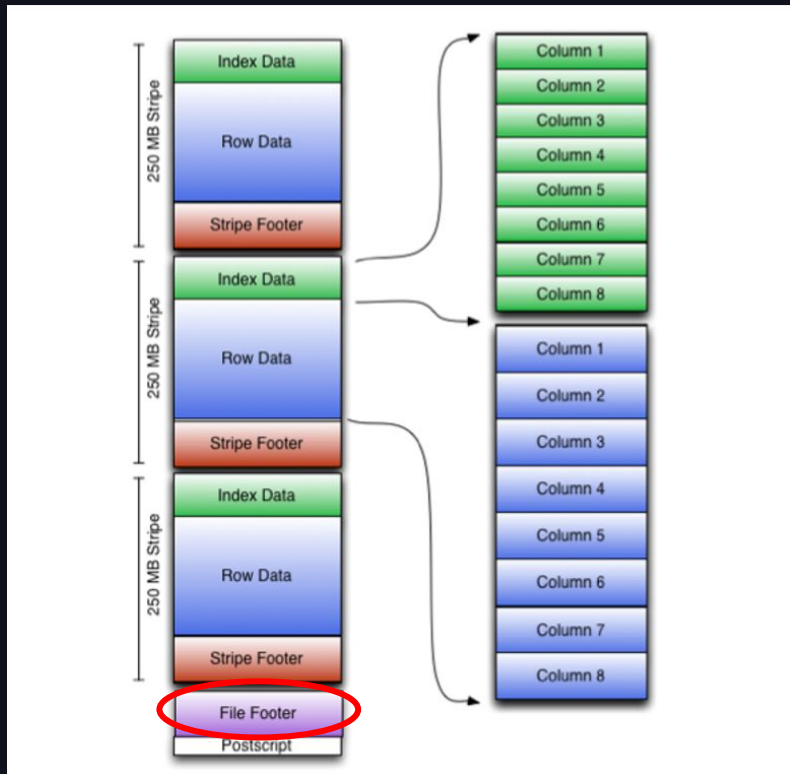 250 MB Stripe
Index Data
Row Data
Stripe Footer
250 MB Stripe
Index Data
Row Data
Stripe Footer
250 MB Stripe
Index Data
Row Data
Stripe Footer
File Footer
Postscript
Column 1
Column 2
Column 3
Column 4
Column 5
Column 6
Column 7
Column 8
Column 1
Column 2
Column 3
Column 4
Column 5
Column 6
Column 7
Column 8